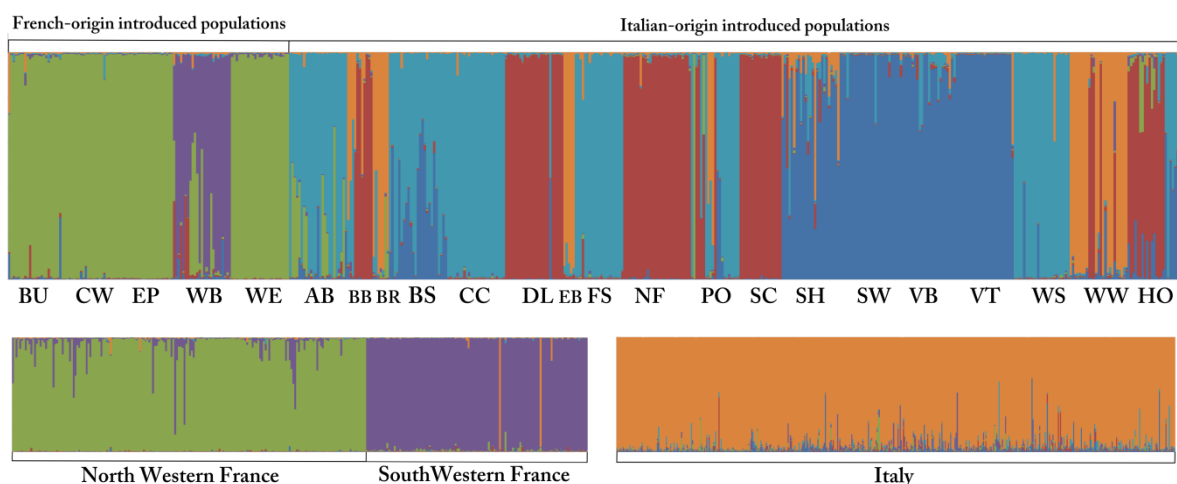 French-origin introduced populations Italian-origin introduced populations
BU CW EP WB WE AB BB BR BS CC DL EB FS NF PO SC SH SW VB VT WS WW HO
North Western France SouthWestern France Italy